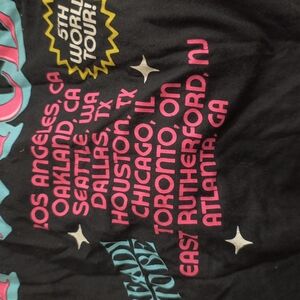 5TH
WORLD
TOUR!
LOS ANGELES, CA
OAKLAND, CA
SEATTLE, WA
DALLAS, TX
HOUSTON, TX
CHICAGO, IL
TORONTO, ON
EAST RUTHERFORD, NJ
ATLANTA, GA
READY